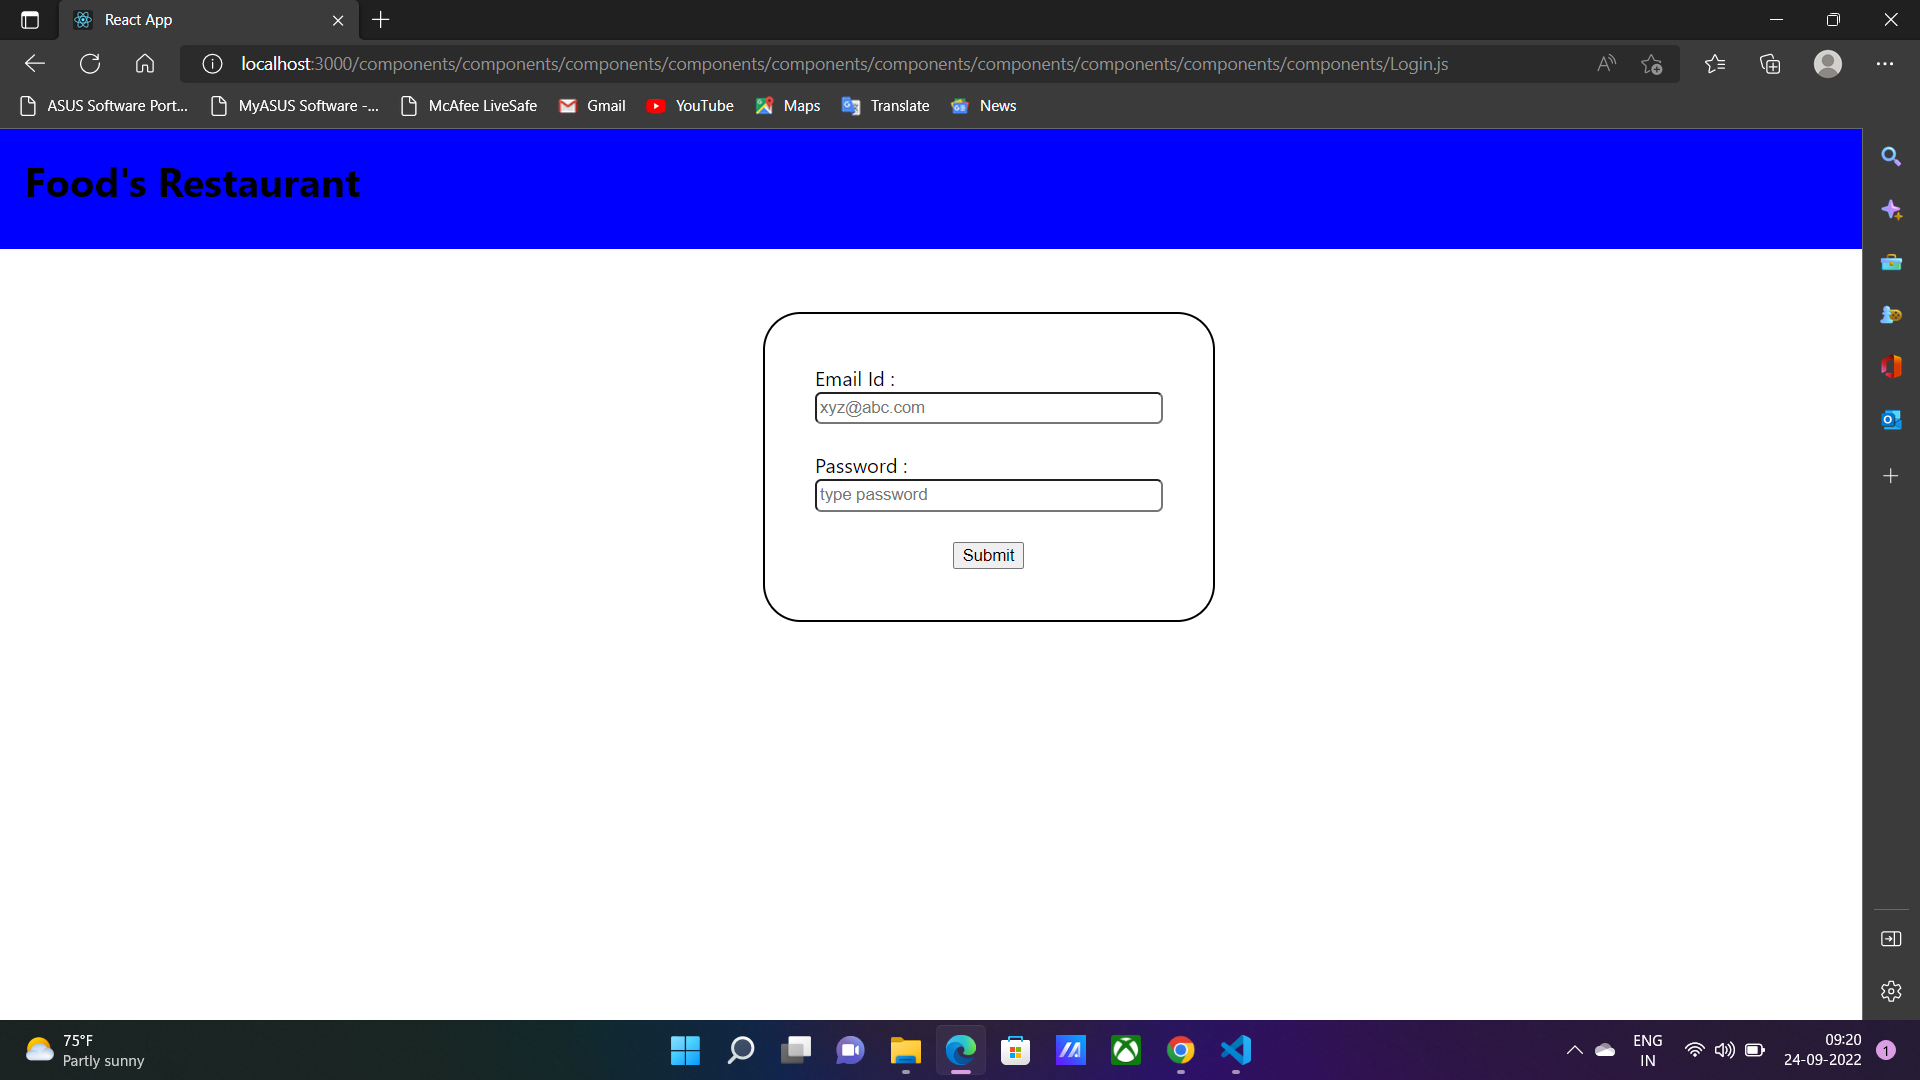 React App
localhost:3000/components/components/components/components/components/components/components/components/components/components/Login.js
ASUS Software Port... MyASUS Software -... McAfee LiveSafe Gmail YouTube Maps Translate News
Food's Restaurant
Email Id :
xyz@abc.com
Password :
type password
Submit
75°F
Partly sunny
ENG
IN
09:20
24-09-2022
1